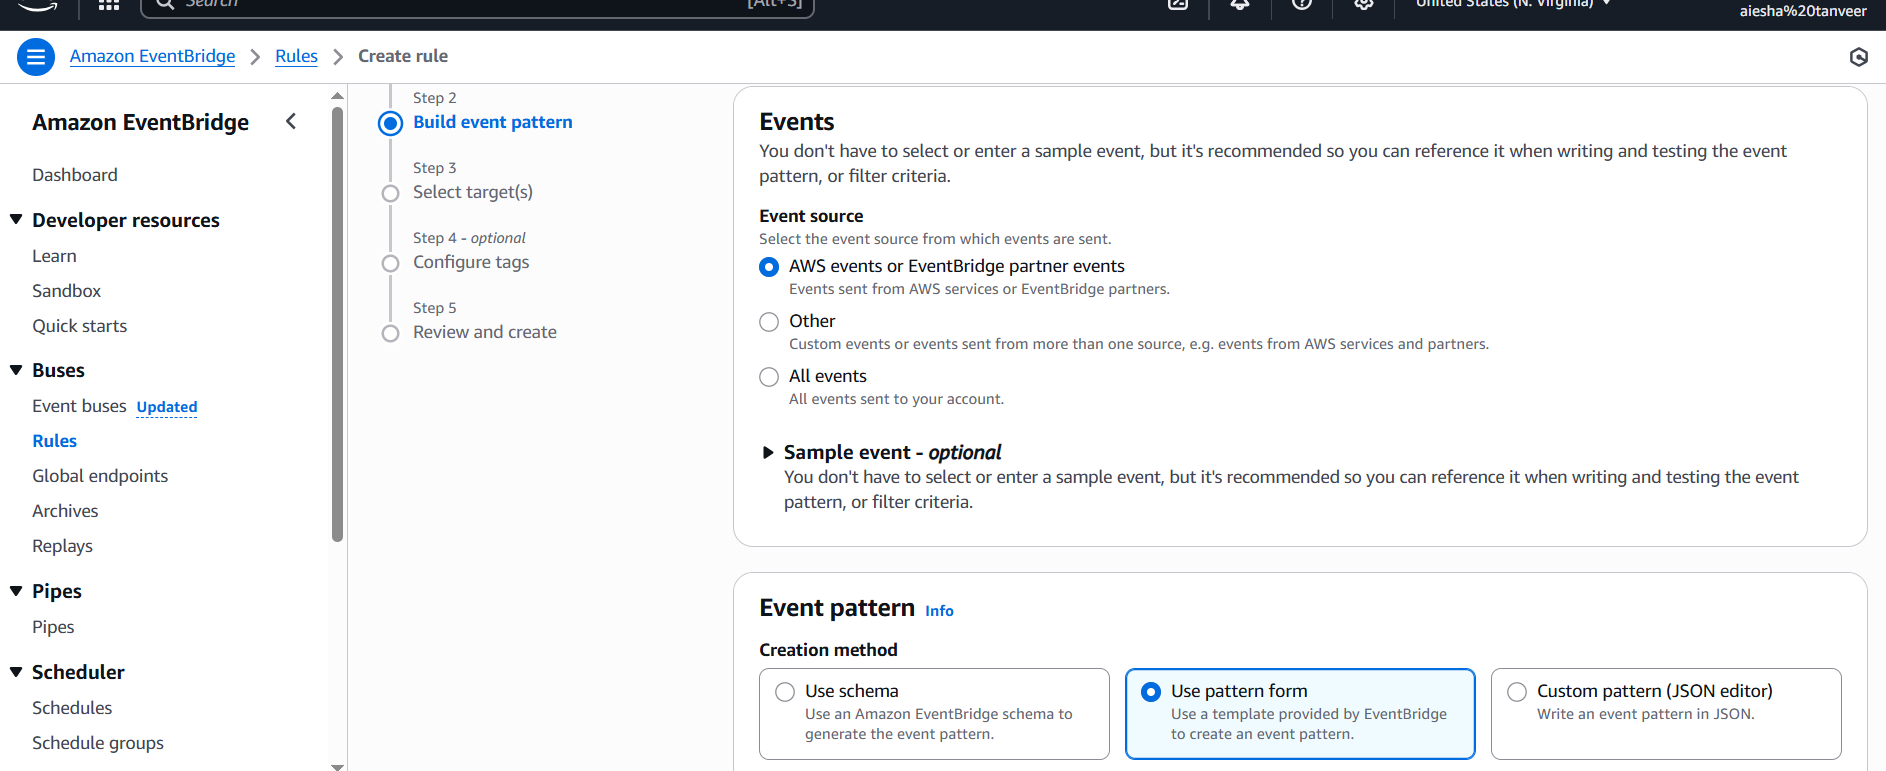 Search
[Alt+S]
United States (N. Virginia)
aiesha%20tanveer
Amazon EventBridge
Rules
Create rule
Amazon EventBridge
Dashboard
Developer resources
Learn
Sandbox
Quick starts
Buses
Event buses Updated
Rules
Global endpoints
Archives
Replays
Pipes
Pipes
Scheduler
Schedules
Schedule groups
Step 2
Build event pattern
Step 3
Select target(s)
Step 4 - optional
Configure tags
Step 5
Review and create
Events
You don't have to select or enter a sample event, but it's recommended so you can reference it when writing and testing the event
pattern, or filter criteria.
Event source
Select the event source from which events are sent.
AWS events or EventBridge partner events
Events sent from AWS services or EventBridge partners.
Other
Custom events or events sent from more than one source, e.g. events from AWS services and partners.
All events
All events sent to your account.
Sample event - optional
You don't have to select or enter a sample event, but it's recommended so you can reference it when writing and testing the event
pattern, or filter criteria.
Event pattern Info
Creation method
Use schema
Use an Amazon EventBridge schema to
generate the event pattern.
Use pattern form
Use a template provided by EventBridge
to create an event pattern.
Custom pattern (JSON editor)
Write an event pattern in JSON.